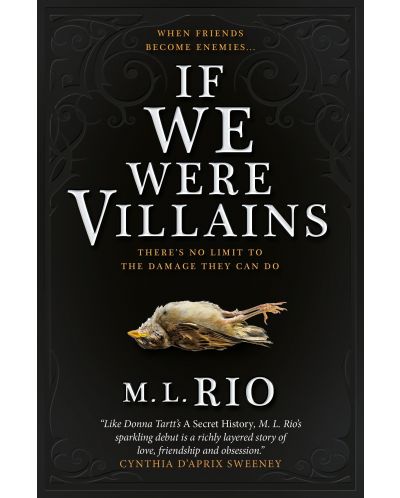 WHEN FRIENDS
BECOME ENEMIES...
IF
WE
WERE
VILLAINS
THERE'S NO LIMIT TO
THE DAMAGE THEY CAN DO
M. L. RIO
“Like Donna Tartt's A Secret History, M. L. Rio's
sparkling debut is a richly layered story of
love, friendship and obsession.”
CYNTHIA D'APRIX SWEENEY